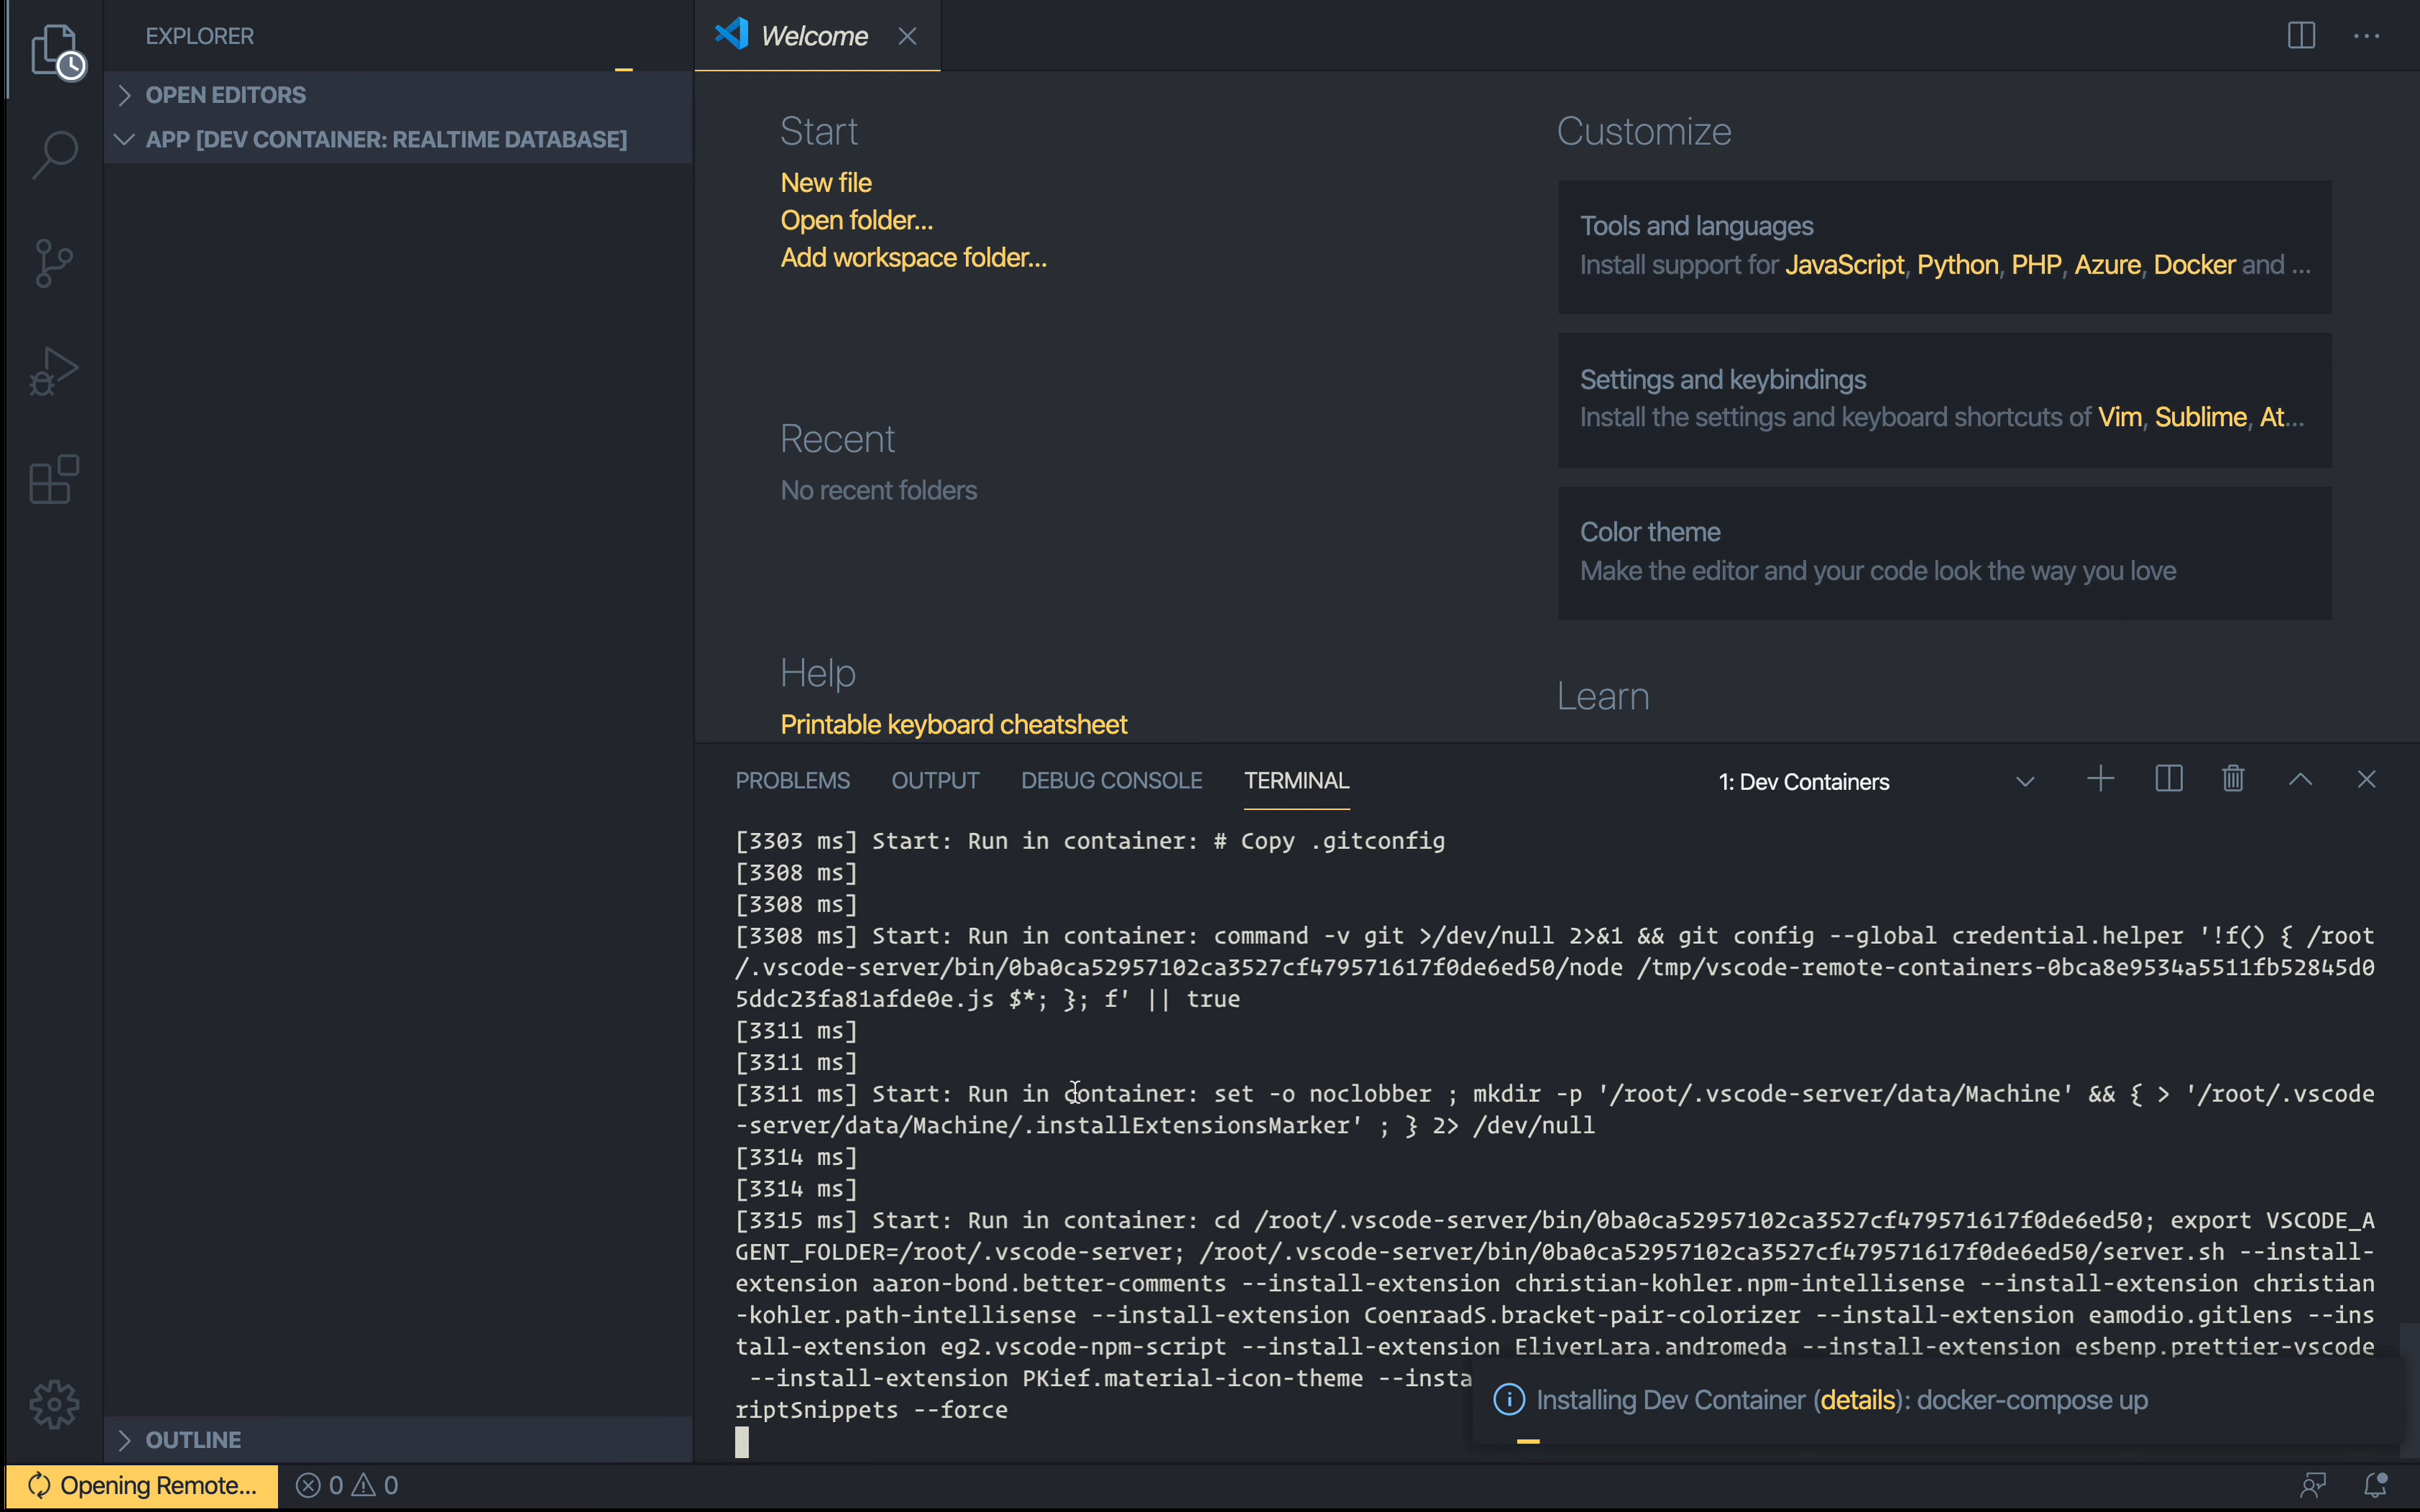 EXPLORER
OPEN EDITORS
APP [DEV CONTAINER: REALTIME DATABASE]
OUTLINE
Welcome
Start
New file
Open folder...
Add workspace folder...
Recent
No recent folders
Help
Printable keyboard cheatsheet
Customize
Tools and languages
Install support for JavaScript, Python, PHP, Azure, Docker and ...
Settings and keybindings
Install the settings and keyboard shortcuts of Vim, Sublime, At...
Color theme
Make the editor and your code look the way you love
Learn
PROBLEMS OUTPUT DEBUG CONSOLE TERMINAL 1: Dev Containers
[3303 ms] Start: Run in container: # Copy .gitconfig
[3308 ms]
[3308 ms]
[3308 ms] Start: Run in container: command -v git >/dev/null 2>&1 && git config --global credential.helper '!f() { /root
/.vscode-server/bin/0ba0ca52957102ca3527cf479571617f0de6ed50/node /tmp/vscode-remote-containers-0bca8e9534a5511fb52845d0
5ddc23fa81afde0e.js $*; }; f' || true
[3311 ms]
[3311 ms]
[3311 ms] Start: Run in container: set -o noclobber ; mkdir -p '/root/.vscode-server/data/Machine' && { > '/root/.vscode
-server/data/Machine/.installExtensionsMarker' ; } 2> /dev/null
[3314 ms]
[3314 ms]
[3315 ms] Start: Run in container: cd /root/.vscode-server/bin/0ba0ca52957102ca3527cf479571617f0de6ed50; export VSCODE_A
GENT_FOLDER=/root/.vscode-server; /root/.vscode-server/bin/0ba0ca52957102ca3527cf479571617f0de6ed50/server.sh --install-
extension aaron-bond.better-comments --install-extension christian-kohler.npm-intellisense --install-extension christian
-kohler.path-intellisense --install-extension CoenraadS.bracket-pair-colorizer --install-extension eamodio.gitlens --ins
tall-extension eg2.vscode-npm-script --install-extension EliverLara.andromeda --install-extension esbenp.prettier-vscode
--install-extension PKief.material-icon-theme --insta
riptSnippets --force
Installing Dev Container (details): docker-compose up
Opening Remote... 0 0